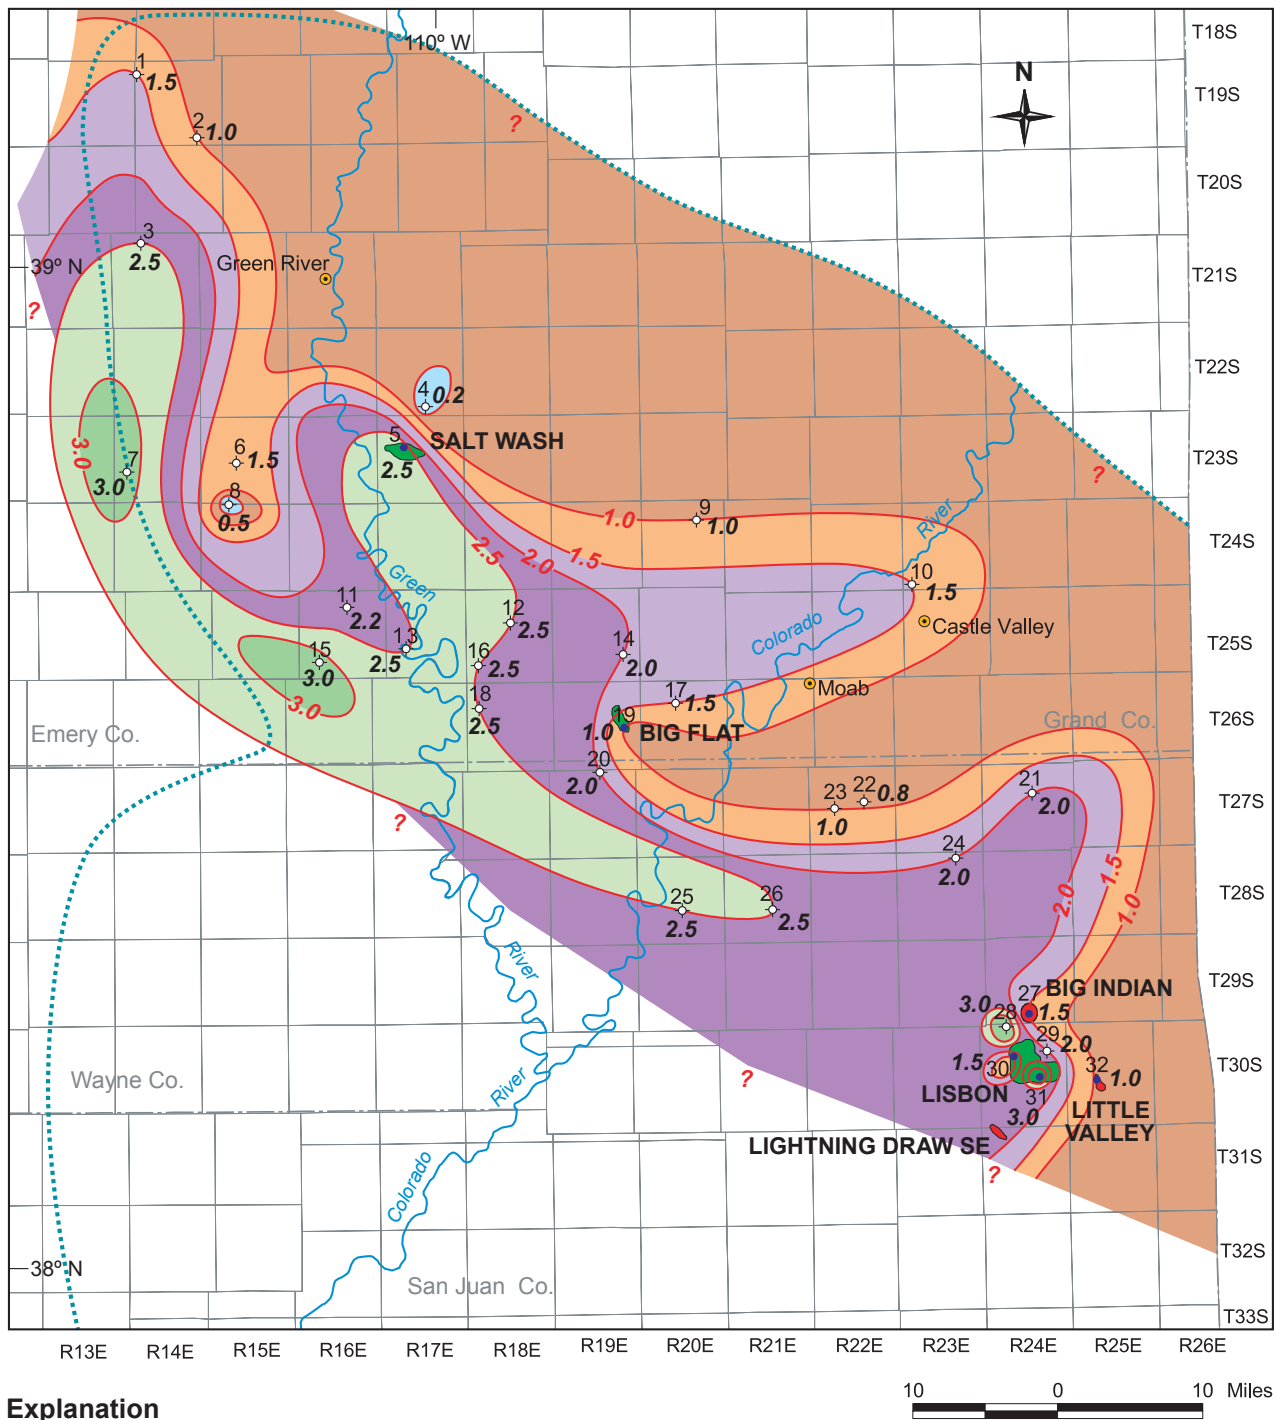 110º W
T18S
N
1
1.5
T19S
2
1.0
?
T20S
3
2.5
39º N
Green River
T21S
?
T22S
4
0.2
5
SALT WASH
2.5
6
1.5
T23S
3.0
7
3.0
?
8
0.5
9
1.0
1.0
River
T24S
2.5
2.0
1.5
Green
10
1.5
11
2.2
12
2.5
Colorado
Castle Valley
13
2.5
14
2.0
T25S
15
3.0
16
2.5
3.0
17
1.5
Moab
18
2.5
19
1.0
BIG FLAT
Grand Co.
T26S
Emery Co.
20
2.0
21
2.0
22
0.8
23
1.0
T27S
?
24
2.0
1.5
2.0
1.0
25
2.5
26
2.5
T28S
River
T29S
27
BIG INDIAN
1.5
3.0
28
29
2.0
1.5
30
32
1.0
T30S
Wayne Co.
River
?
LISBON
31
3.0
LITTLE
VALLEY
LIGHTNING DRAW SE
T31S
?
Colorado
T32S
38º N
San Juan Co.
T33S
R13E R14E R15E R16E R17E R18E R19E R20E R21E R22E R23E R24E R25E R26E
10 0 10 Miles
Explanation